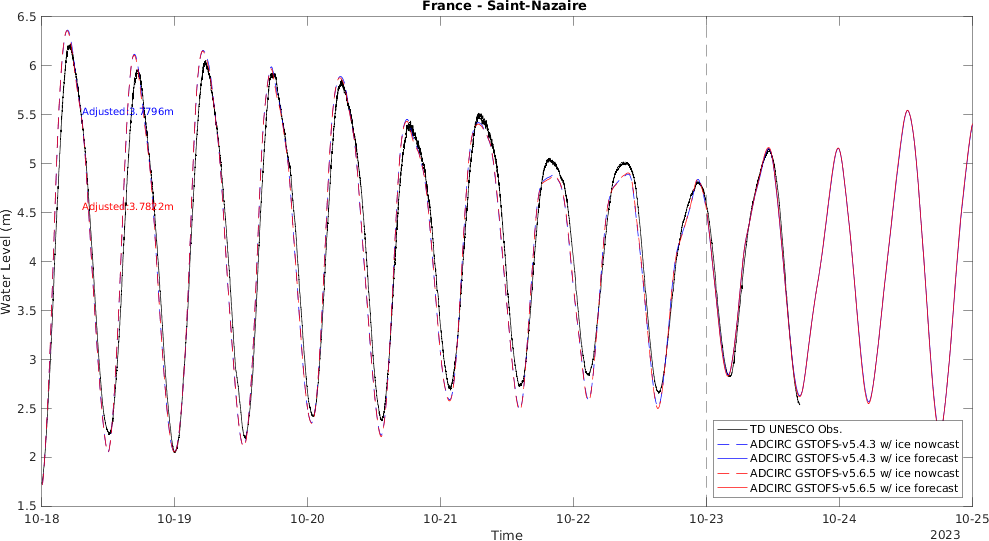 France - Saint-Nazaire
6.5
6
5.5
5
4.5
4
3.5
3
2.5
2
1.5
Water Level (m)
Adjusted:3.7796m
Adjusted:3.7822m
TD UNESCO Obs.
ADCIRC GSTOFS-v5.4.3 w/ ice nowcast
ADCIRC GSTOFS-v5.4.3 w/ ice forecast
ADCIRC GSTOFS-v5.6.5 w/ ice nowcast
ADCIRC GSTOFS-v5.6.5 w/ ice forecast
10-18 10-19 10-20 10-21 10-22 10-23 10-24 10-25
Time
2023